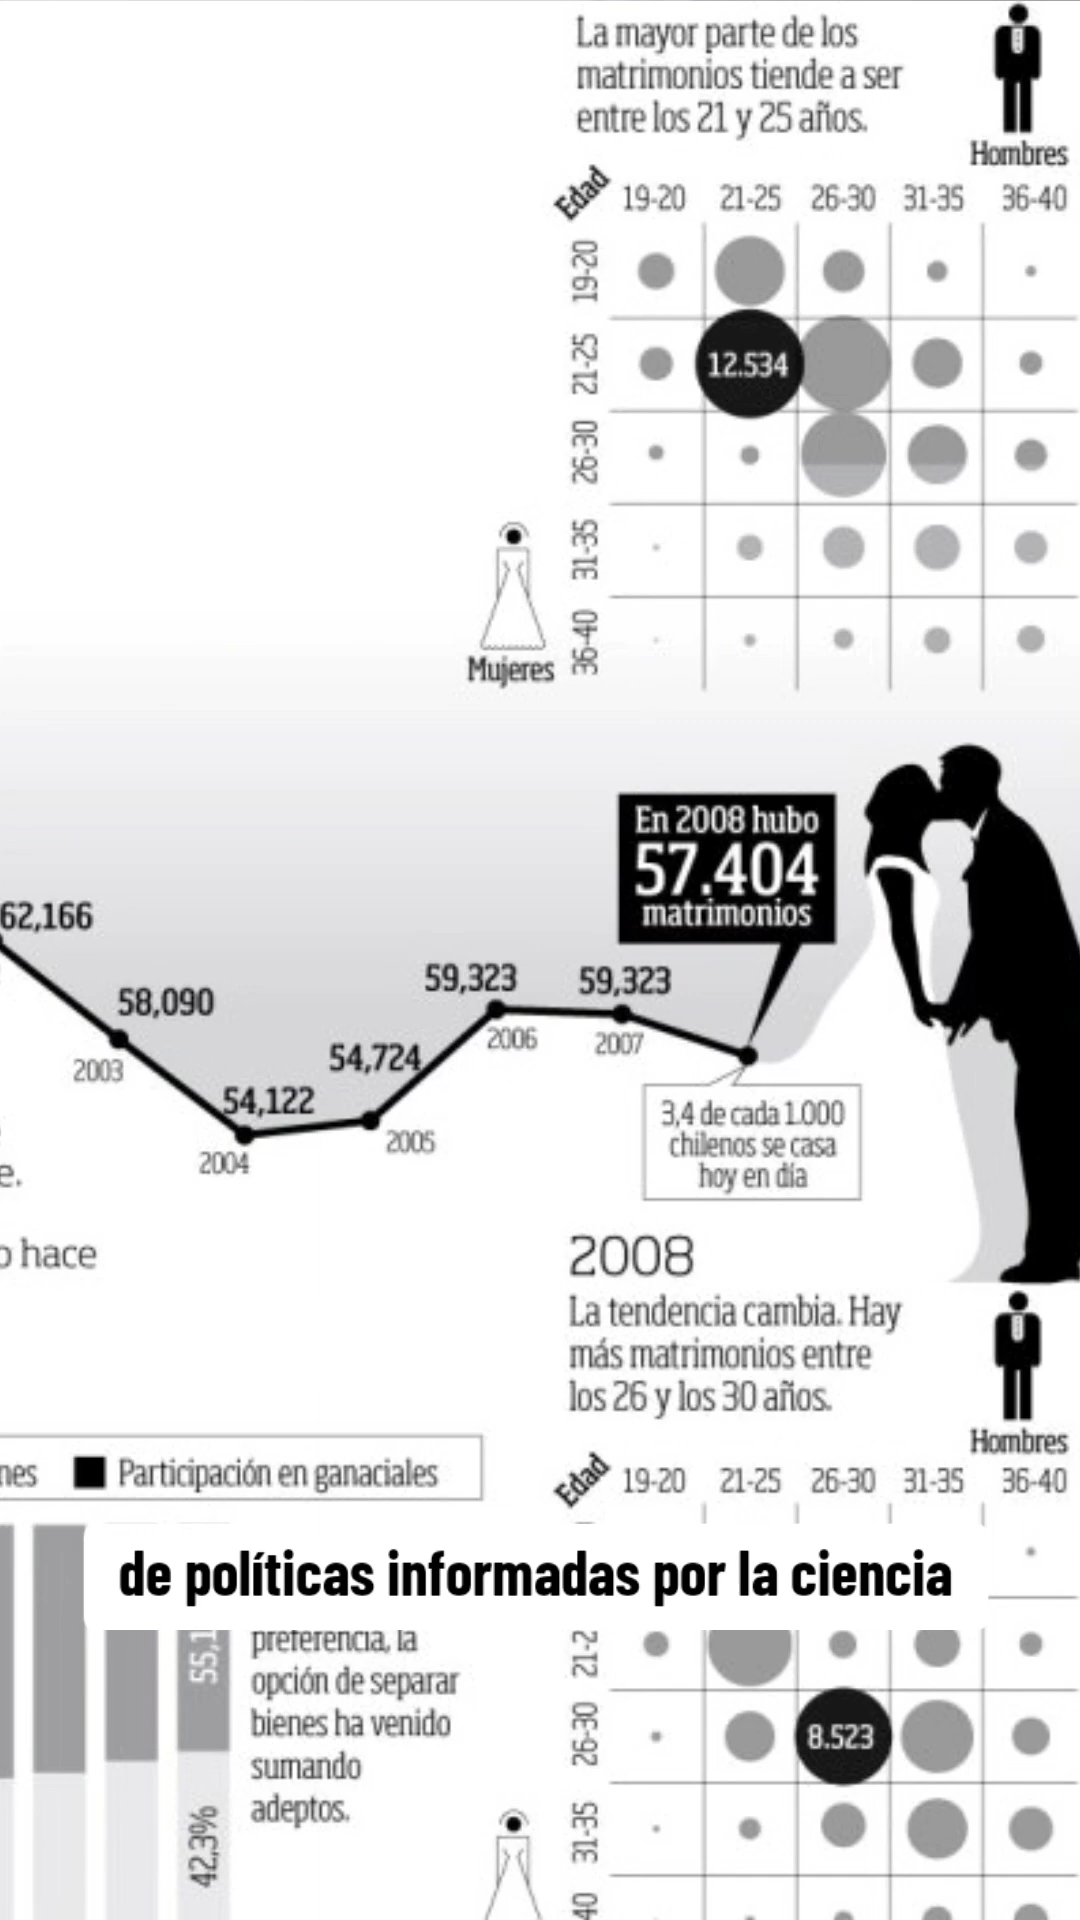 La mayor parte de los
matrimonios tiende a ser
entre los 21 y 25 años.
Hombres
Edad
19-20 21-25 26-30 31-35 36-40
19-20
21-25
12.534
26-30
31-35
36-40
Mujeres
En 2008 hubo
57.404
matrimonios
62,166
58,090
2003
54,122
2004
54,724
2005
59,323
2006
59,323
2007
3,4 de cada 1.000
chilenos se casa
hoy en día
e.
hace
2008
La tendencia cambia. Hay
más matrimonios entre
los 26 y los 30 años.
Hombres
nes
Participación en ganaciales
Edad
19-20 21-25 26-30 31-35 36-40
de políticas informadas por la ciencia
55,1
preferencia, la
opción de separar
bienes ha venido
sumando
adeptos.
42,3%
21-2
26-30
8.523
31-35
40